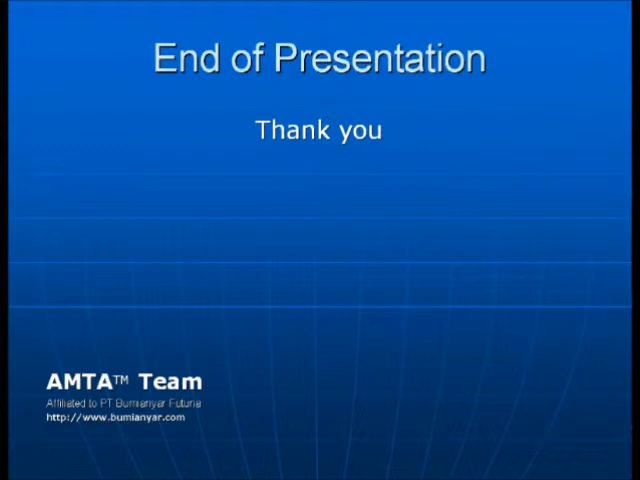 End of Presentation
Thank you
AMTA™ Team
Affiliated to PT Bumianyar Futuria
http://www.bumianyar.com